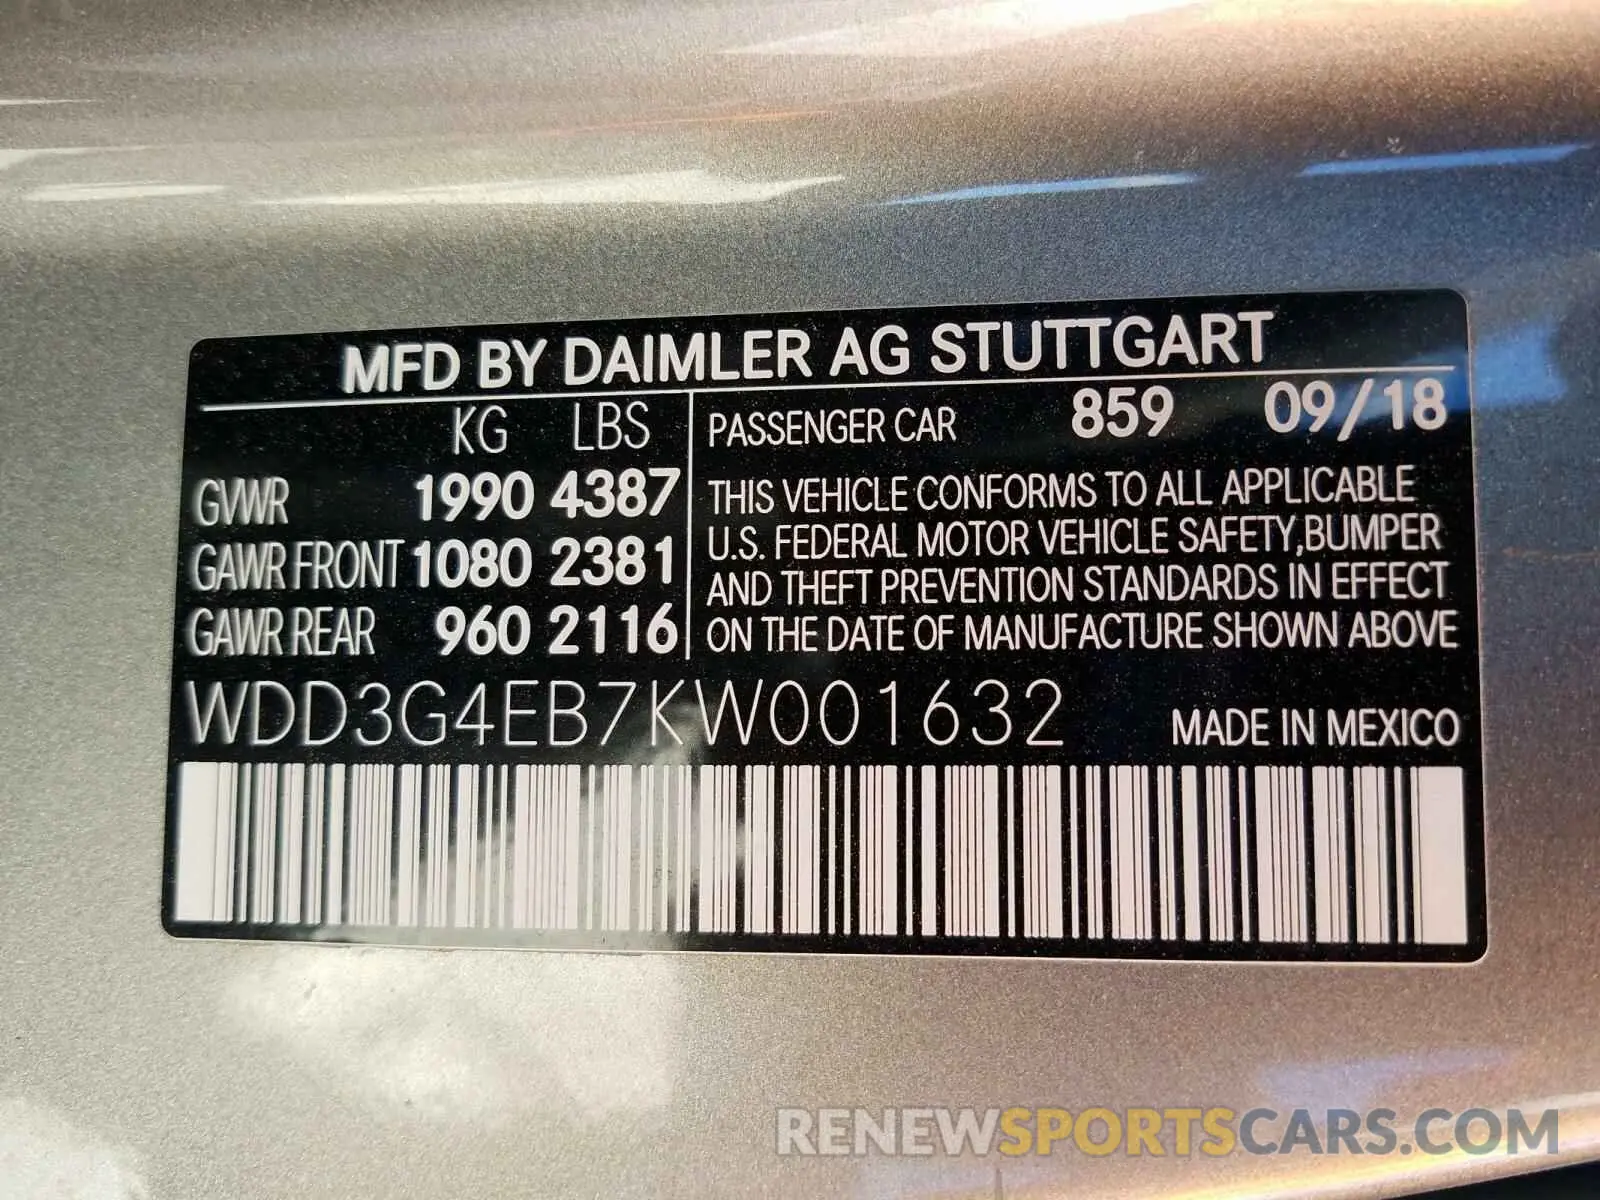 MFD BY DAIMLER AG STUTTGART
KG LBS
GVWR 1990 4387
GAWR FRONT 1080 2381
GAWR REAR 960 2116
PASSENGER CAR 859 09/18
THIS VEHICLE CONFORMS TO ALL APPLICABLE
U.S. FEDERAL MOTOR VEHICLE SAFETY,BUMPER
AND THEFT PREVENTION STANDARDS IN EFFECT
ON THE DATE OF MANUFACTURE SHOWN ABOVE
WDD3G4EB7KW001632
MADE IN MEXICO
RENEWSPORTSCARS.COM